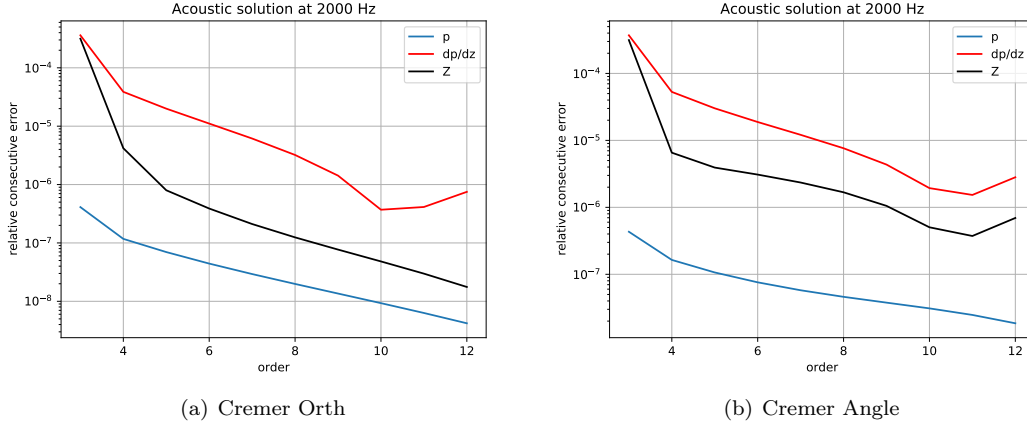 Acoustic solution at 2000 Hz
p
dp/dz
Z
10⁻⁴
10⁻⁵
10⁻⁶
10⁻⁷
10⁻⁸
relative consecutive error
4 6 8 10 12
order
(a) Cremer Orth
Acoustic solution at 2000 Hz
p
dp/dz
Z
10⁻⁴
10⁻⁵
10⁻⁶
10⁻⁷
relative consecutive error
4 6 8 10 12
order
(b) Cremer Angle